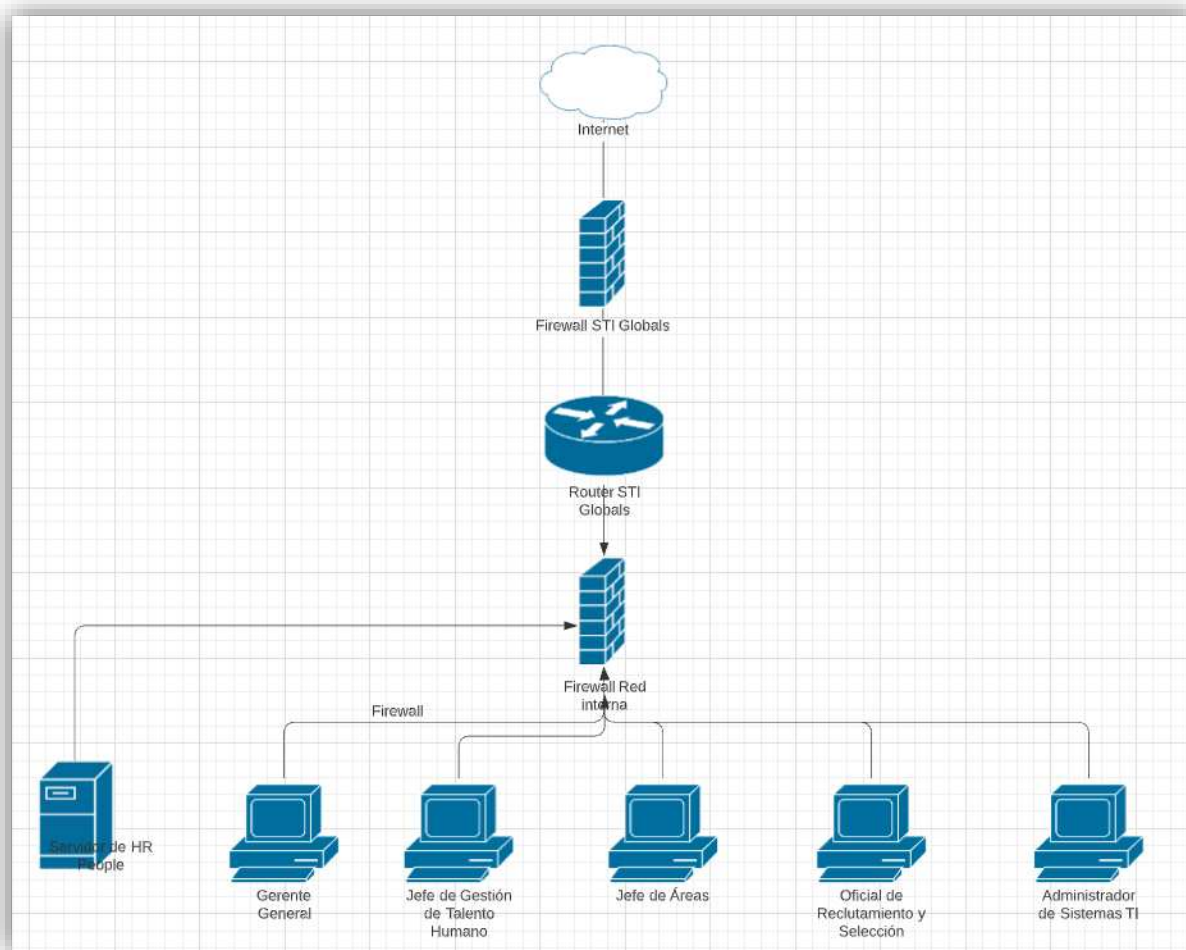 Internet
Firewall STI Globals
Router STI
Globals
Firewall Red
interna
Firewall
Servidor de HR
People
Gerente
General
Jefe de Gestión
de Talento
Humano
Jefe de Áreas
Oficial de
Reclutamiento y
Selección
Administrador
de Sistemas TI